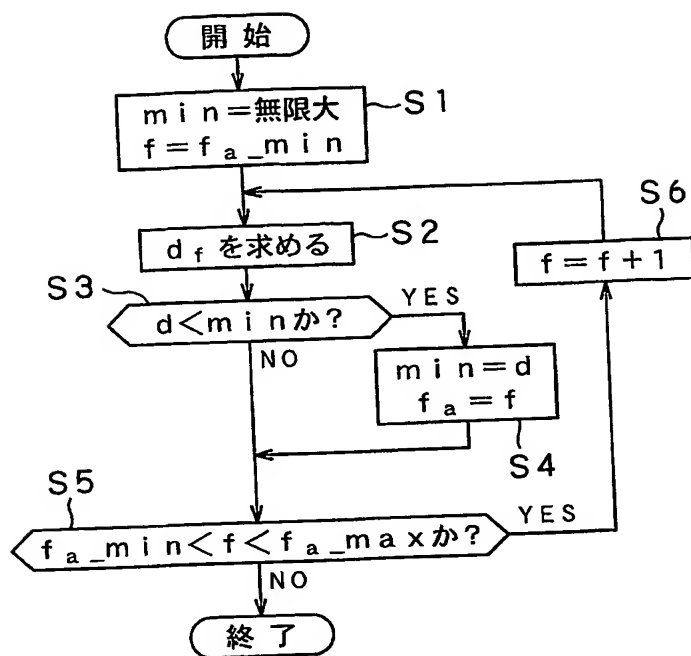 開始
min=無限大
f=fa_min
S1
S6
f=f+1
dfを求める
S2
S3
d<minか?
YES
NO
min=d
fa=f
S4
S5
fa_min<f<fa_maxか?
YES
NO
終了